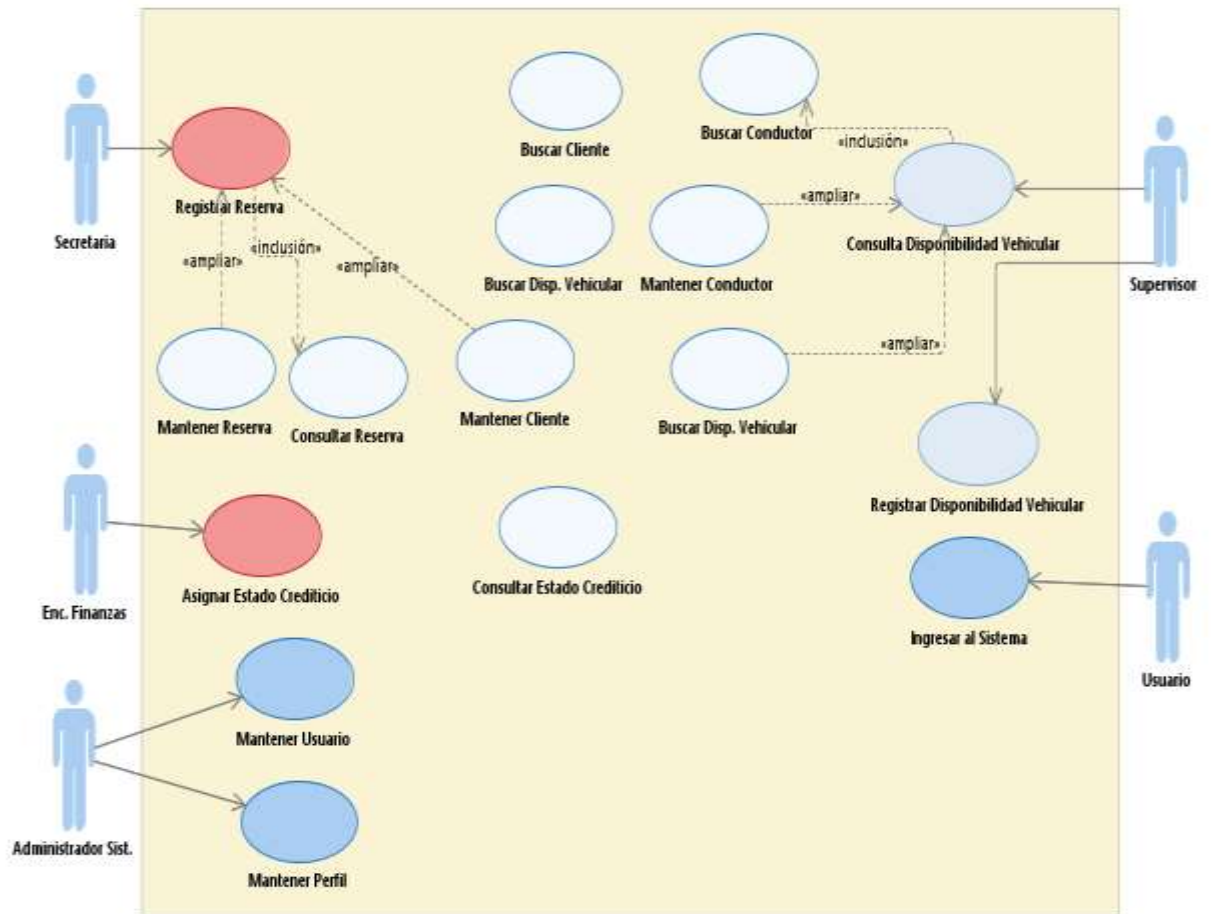 Buscar Cliente
Buscar Conductor
«inclusión»
Registrar Reserva
Secretaria
«ampliar»
«inclusión»
«ampliar»
Buscar Disp. Vehicular
Mantener Conductor
«ampliar»
Consulta Disponibilidad Vehicular
Supervisor
«ampliar»
Mantener Reserva
Consultar Reserva
Mantener Cliente
Buscar Disp. Vehicular
Registrar Disponibilidad Vehicular
Enc. Finanzas
Asignar Estado Crediticio
Consultar Estado Crediticio
Ingresar al Sistema
Usuario
Mantener Usuario
Administrador Sist.
Mantener Perfil